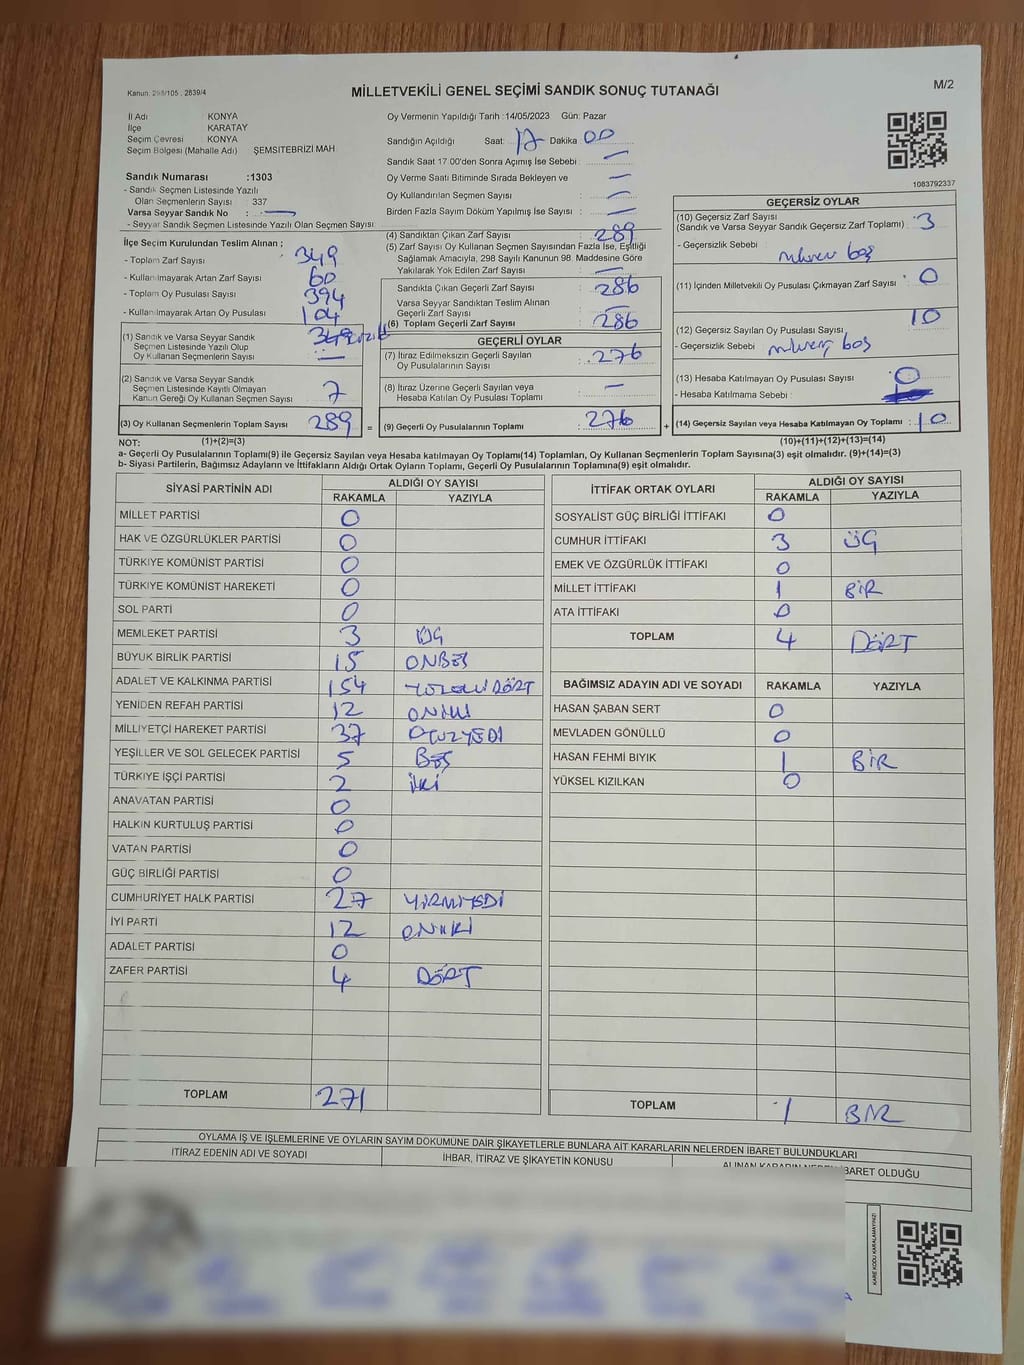 Kanun: 298/105 . 2839/4
MİLLETVEKİLİ GENEL SEÇİMİ SANDIK SONUÇ TUTANAĞI
M/2
İl Adı KONYA
İlçe KARATAY
Seçim Çevresi KONYA
Seçim Bölgesi (Mahalle Adı) ŞEMSİTEBRİZİ MAH
Sandık Numarası :1303
- Sandık Seçmen Listesinde Yazılı
Olan Seçmenlerin Sayısı 337
Varsa Seyyar Sandık No : —
- Seyyar Sandık Seçmen Listesinde Yazılı Olan Seçmen Sayısı
Oy Vermenin Yapıldığı Tarih :14/05/2023 Gün: Pazar
Sandığın Açıldığı Saat: 17 Dakika 00
Sandık Saat 17:00'den Sonra Açımış İse Sebebi : —
Oy Verme Saati Bitiminde Sırada Bekleyen ve —
Oy Kullandırılan Seçmen Sayısı : —
Birden Fazla Sayım Döküm Yapılmış İse Sayısı : —
1083792337
İlçe Seçim Kurulundan Teslim Alınan ;
- Toplam Zarf Sayısı : 349
- Kullanılmayarak Artan Zarf Sayısı : 60
- Toplam Oy Pusulası Sayısı : 394
- Kullanılmayarak Artan Oy Pusulası : 104
(1) Sandık ve Varsa Seyyar Sandık
Seçmen Listesinde Yazılı Olup
Oy Kullanan Seçmenlerin Sayısı
(2) Sandık ve Varsa Seyyar Sandık
Seçmen Listesinde Kayıtlı Olmayan
Kanun Gereği Oy Kullanan Seçmen Sayısı : 7
(3) Oy Kullanan Seçmenlerin Toplam Sayısı : 289
(4) Sandıktan Çıkan Zarf Sayısı : 289
(5) Zarf Sayısı Oy Kullanan Seçmen Sayısından Fazla İse, Eşitliği
Sağlamak Amacıyla, 298 Sayılı Kanunun 98. Maddesine Göre
Yakılarak Yok Edilen Zarf Sayısı : —
Sandıkta Çıkan Geçerli Zarf Sayısı : 286
Varsa Seyyar Sandıktan Teslim Alınan
Geçerli Zarf Sayısı : —
(6) Toplam Geçerli Zarf Sayısı : 286
GEÇERLİ OYLAR
(7) İtiraz Edilmeksizin Geçerli Sayılan
Oy Pusulalarının Sayısı : 276
(8) İtiraz Üzerine Geçerli Sayılan veya
Hesaba Katılan Oy Pusulası Toplamı : —
= (9) Geçerli Oy Pusulalarının Toplamı : 276
GEÇERSİZ OYLAR
(10) Geçersiz Zarf Sayısı
(Sandık ve Varsa Seyyar Sandık Geçersiz Zarf Toplamı) : 3
- Geçersizlik Sebebi : mühürsüz boş
(11) İçinden Milletvekili Oy Pusulası Çıkmayan Zarf Sayısı : 0
(12) Geçersiz Sayılan Oy Pusulası Sayısı : 10
- Geçersizlik Sebebi : boş
(13) Hesaba Katılmayan Oy Pusulası Sayısı : 0
- Hesaba Katılmama Sebebi :
+ (14) Geçersiz Sayılan veya Hesaba Katılmayan Oy Toplamı : 10
NOT: (1)+(2)=(3) (10)+(11)+(12)+(13)=(14)
a- Geçerli Oy Pusulalarının Toplamı(9) ile Geçersiz Sayılan veya Hesaba katılmayan Oy Toplamı(14) Toplamları, Oy Kullanan Seçmenlerin Toplam Sayısına(3) eşit olmalıdır. (9)+(14)=(3)
b- Siyasi Partilerin, Bağımsız Adayların ve İttifakların Aldığı Ortak Oyların Toplamı, Geçerli Oy Pusulalarının Toplamına(9) eşit olmalıdır.
SİYASİ PARTİNİN ADI ALDIĞI OY SAYISI
RAKAMLA YAZIYLA
MİLLET PARTİSİ 0
HAK VE ÖZGÜRLÜKLER PARTİSİ 0
TÜRKİYE KOMÜNİST PARTİSİ 0
TÜRKİYE KOMÜNİST HAREKETİ 0
SOL PARTİ 0
MEMLEKET PARTİSİ 3 ÜÇ
BÜYÜK BİRLİK PARTİSİ 15 ONBEŞ
ADALET VE KALKINMA PARTİSİ 154 YÜZELLİDÖRT
YENİDEN REFAH PARTİSİ 12 ONİKİ
MİLLİYETÇİ HAREKET PARTİSİ 37 OTUZYEDİ
YEŞİLLER VE SOL GELECEK PARTİSİ 5 BEŞ
TÜRKİYE İŞÇİ PARTİSİ 2 İKİ
ANAVATAN PARTİSİ 0
HALKIN KURTULUŞ PARTİSİ 0
VATAN PARTİSİ 0
GÜÇ BİRLİĞİ PARTİSİ 0
CUMHURİYET HALK PARTİSİ 27 YİRMİYEDİ
İYİ PARTİ 12 ONİKİ
ADALET PARTİSİ 0
ZAFER PARTİSİ 4 DÖRT
TOPLAM 271
İTTİFAK ORTAK OYLARI ALDIĞI OY SAYISI
RAKAMLA YAZIYLA
SOSYALİST GÜÇ BİRLİĞİ İTTİFAKI 0
CUMHUR İTTİFAKI 3 ÜÇ
EMEK VE ÖZGÜRLÜK İTTİFAKI 0
MİLLET İTTİFAKI 1 BİR
ATA İTTİFAKI 0
TOPLAM 4 DÖRT
BAĞIMSIZ ADAYIN ADI VE SOYADI RAKAMLA YAZIYLA
HASAN ŞABAN SERT 0
MEVLADEN GÖNÜLLÜ 0
HASAN FEHMİ BIYIK 1 BİR
YÜKSEL KIZILKAN 0
TOPLAM 1 BİR
OYLAMA İŞ VE İŞLEMLERİNE VE OYLARIN SAYIM DÖKÜMÜNE DAİR ŞİKAYETLERLE BUNLARA AİT KARARLARIN NELERDEN İBARET BULUNDUKLARI
İTİRAZ EDENİN ADI VE SOYADI İHBAR, İTİRAZ VE ŞİKAYETİN KONUSU ALINAN KARARIN NEDEN İBARET OLDUĞU
KARE KODU KARALAMAYINIZ!